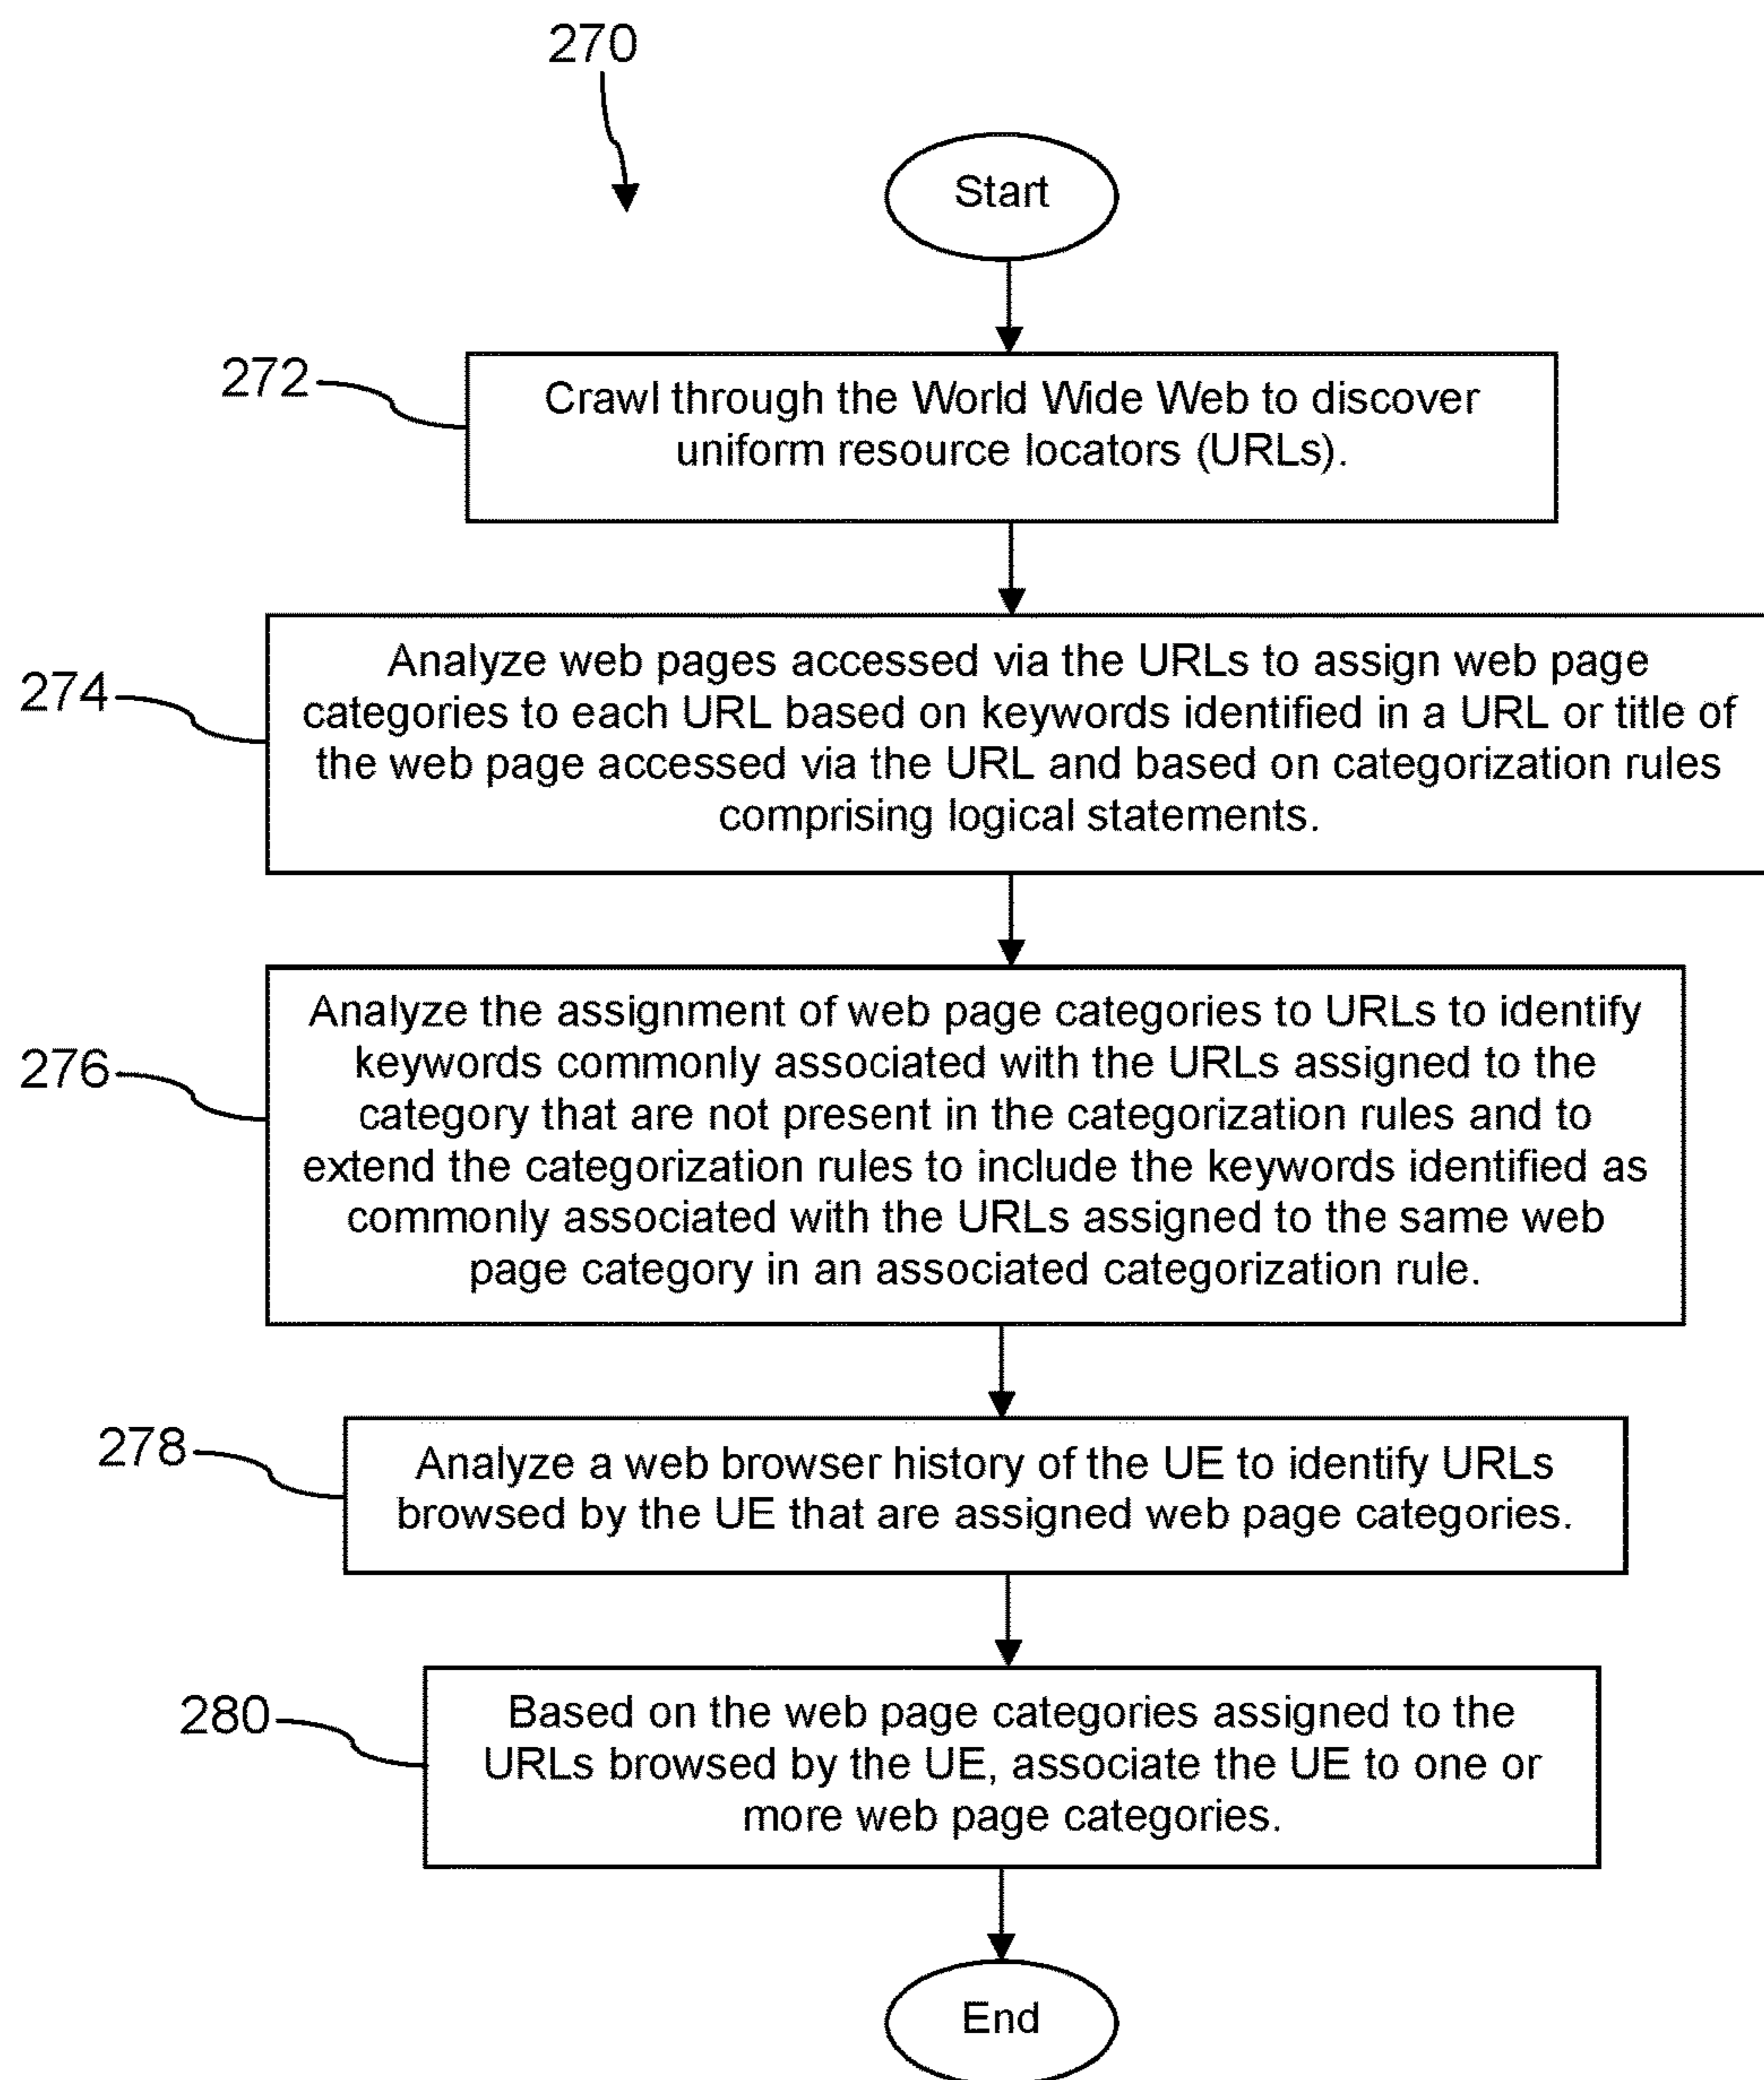 270
Start
272
Crawl through the World Wide Web to discover
uniform resource locators (URLs).
274
Analyze web pages accessed via the URLs to assign web page
categories to each URL based on keywords identified in a URL or title of
the web page accessed via the URL and based on categorization rules
comprising logical statements.
276
Analyze the assignment of web page categories to URLs to identify
keywords commonly associated with the URLs assigned to the
category that are not present in the categorization rules and to
extend the categorization rules to include the keywords identified as
commonly associated with the URLs assigned to the same web
page category in an associated categorization rule.
278
Analyze a web browser history of the UE to identify URLs
browsed by the UE that are assigned web page categories.
280
Based on the web page categories assigned to the
URLs browsed by the UE, associate the UE to one or
more web page categories.
End